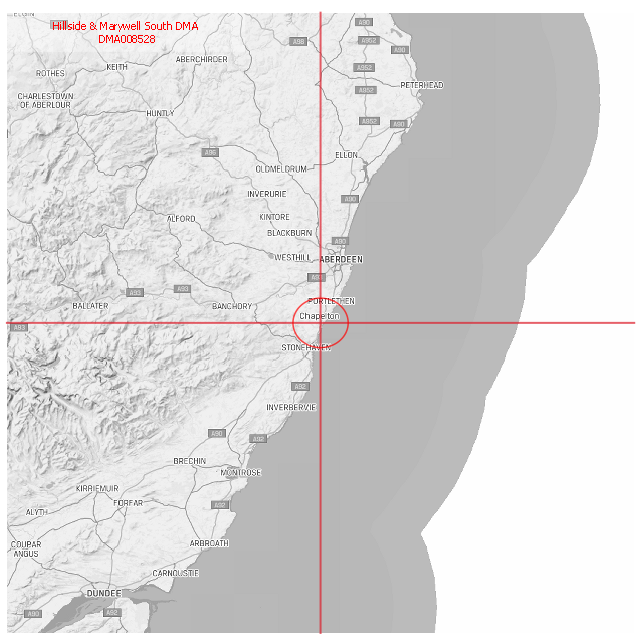 ELGIN
Hillside & Marywell South DMA
DMA008528
A90
A952
A98
A90
ABERCHIRDER
KEITH
ROTHES
A952
PETERHEAD
A952
CHARLESTOWN
OF ABERLOUR
HUNTLY
A952
A90
A96
ELLON
OLDMELDRUM
INVERURIE
A90
KINTORE
ALFORD
BLACKBURN
A90
WESTHILL
ABERDEEN
A93
A93
BALLATER
BANCHORY
PORTLETHEN
Chapelton
A93
STONEHAVEN
A92
INVERBERVIE
A90
A92
BRECHIN
MONTROSE
KIRRIEMUIR
FORFAR
A92
ALYTH
COUPAR
ANGUS
ARBROATH
CARNOUSTIE
DUNDEE
A90
A92